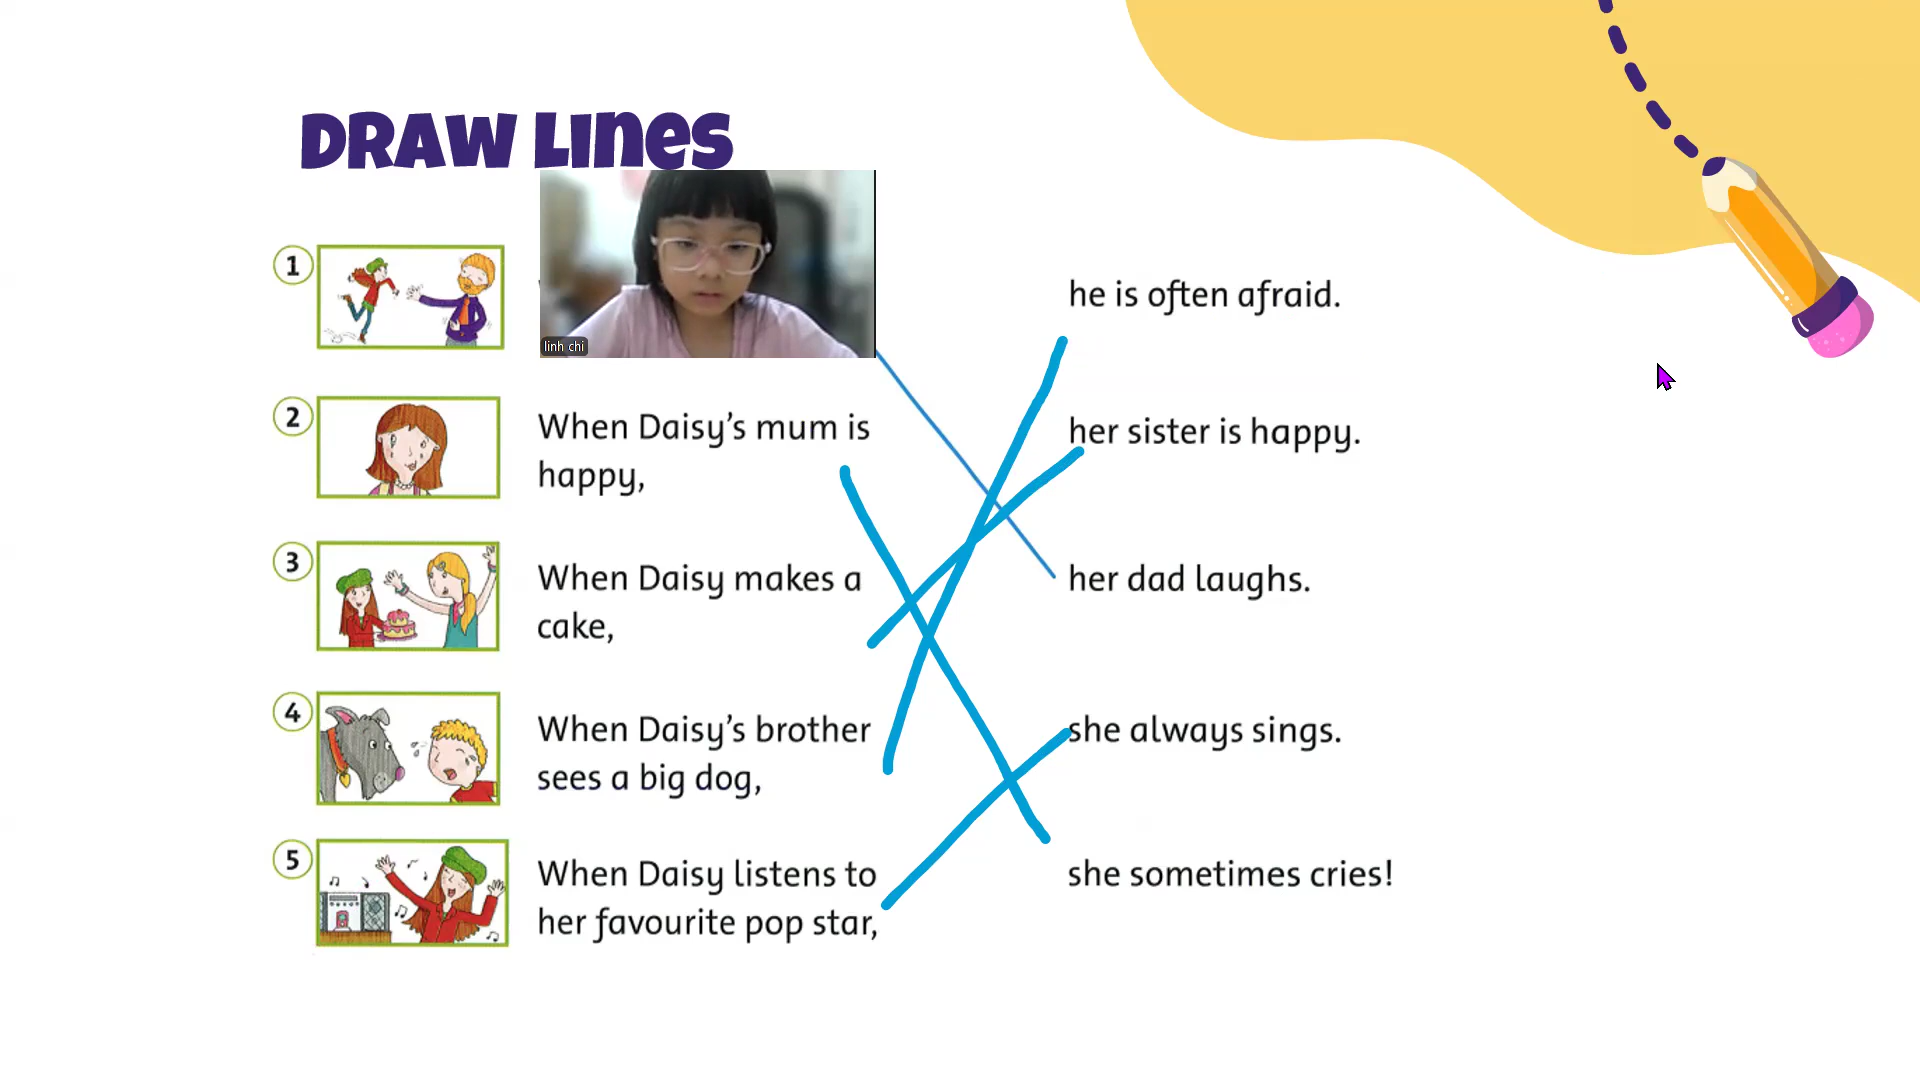 DRAW LINES
linh chi
1
he is often afraid.
2
When Daisy's mum is
happy,
her sister is happy.
3
When Daisy makes a
cake,
her dad laughs.
4
When Daisy's brother
sees a big dog,
she always sings.
5
When Daisy listens to
her favourite pop star,
she sometimes cries!